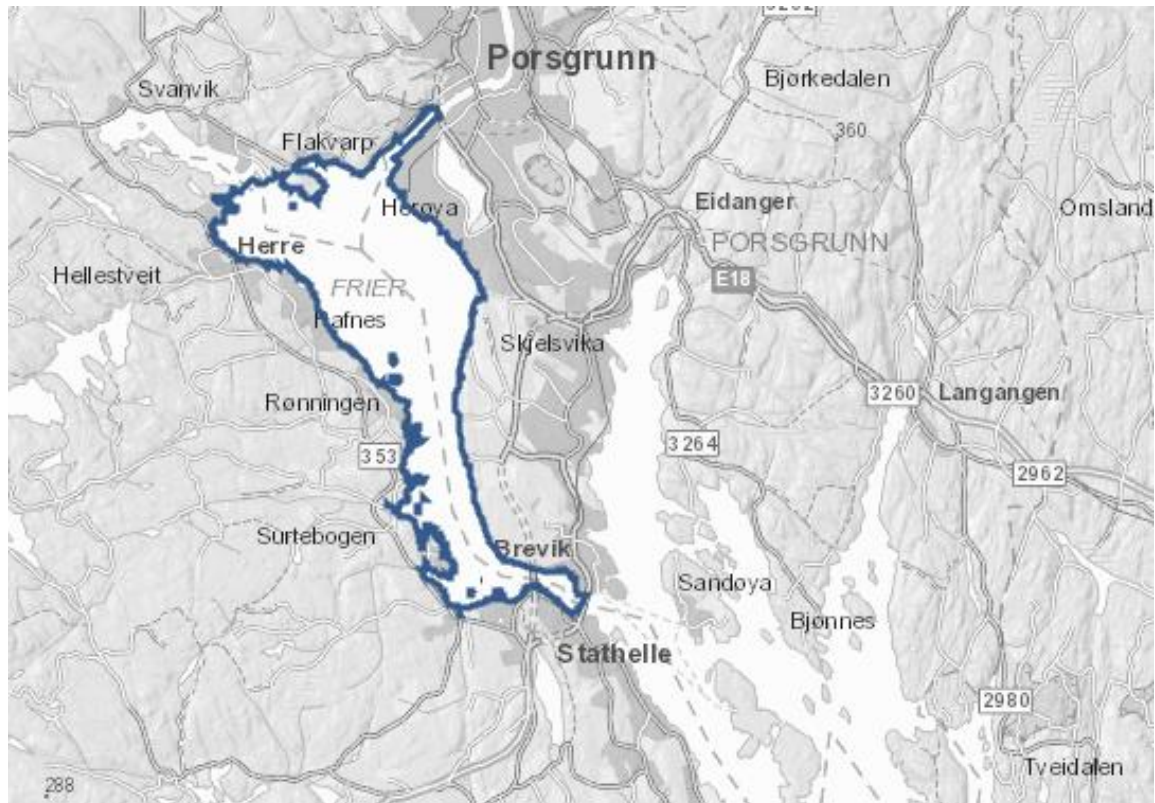 Porsgrunn
Bjørkedalen
Svanvik
360
Flakvarp
Eidanger
Omsland
Herøya
PORSGRUNN
Herre
Hellestveit
E18
FRIER
Rafnes
Skjelsvika
3260
Langangen
Rønningen
3264
353
2962
Surtebogen
Brevik
Sandøya
Bjønnes
Stathelle
2980
Tveidalen
288